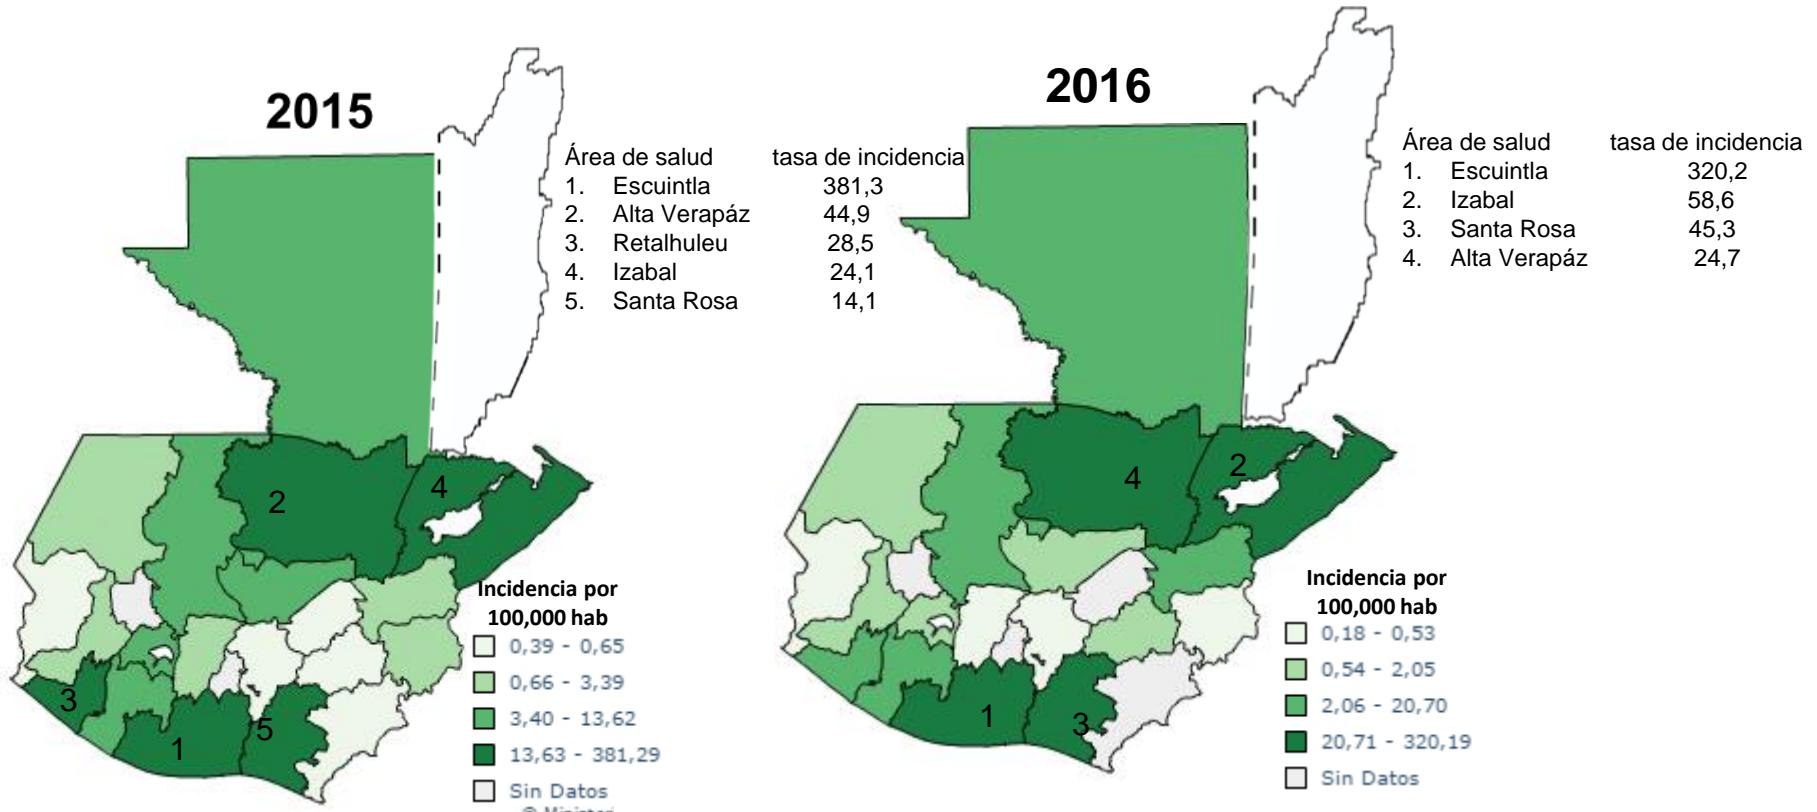 2015
Área de salud tasa de incidencia
1. Escuintla 381,3
2. Alta Verapáz 44,9
3. Retalhuleu 28,5
4. Izabal 24,1
5. Santa Rosa 14,1
2
4
3
1
5
Incidencia por
100,000 hab
0,39 - 0,65
0,66 - 3,39
3,40 - 13,62
13,63 - 381,29
Sin Datos
2016
Área de salud tasa de incidencia
1. Escuintla 320,2
2. Izabal 58,6
3. Santa Rosa 45,3
4. Alta Verapáz 24,7
4
2
1
3
Incidencia por
100,000 hab
0,18 - 0,53
0,54 - 2,05
2,06 - 20,70
20,71 - 320,19
Sin Datos